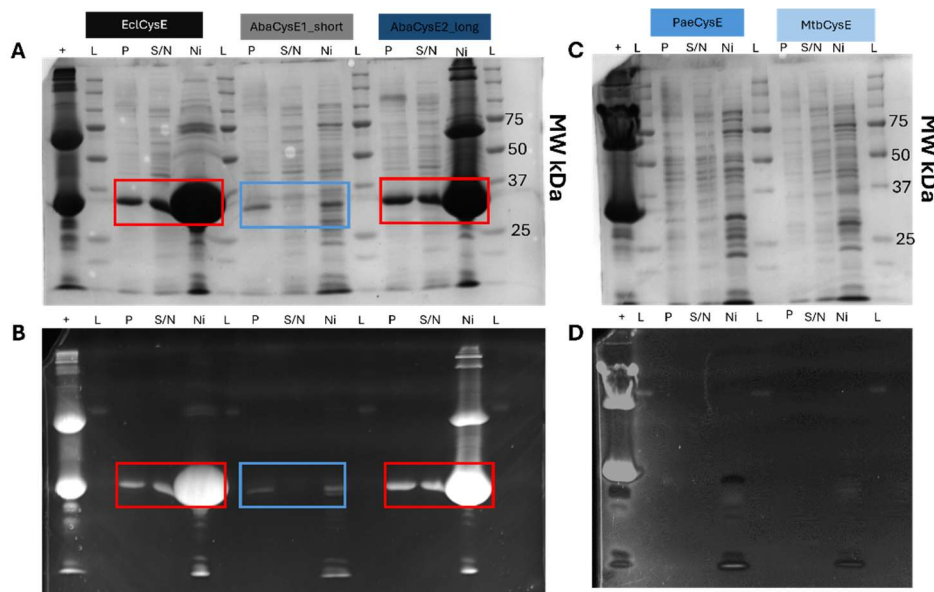 EclCysE AbaCysE1_short AbaCysE2_long
A + L P S/N Ni L P S/N Ni L P S/N Ni L
75
50
37
25
MW kDa
B + L P S/N Ni L P S/N Ni L P S/N Ni L
PaeCysE MtbCysE
C + L P S/N Ni L P S/N Ni L
75
50
37
25
MW kDa
D + L P S/N Ni L P S/N Ni L